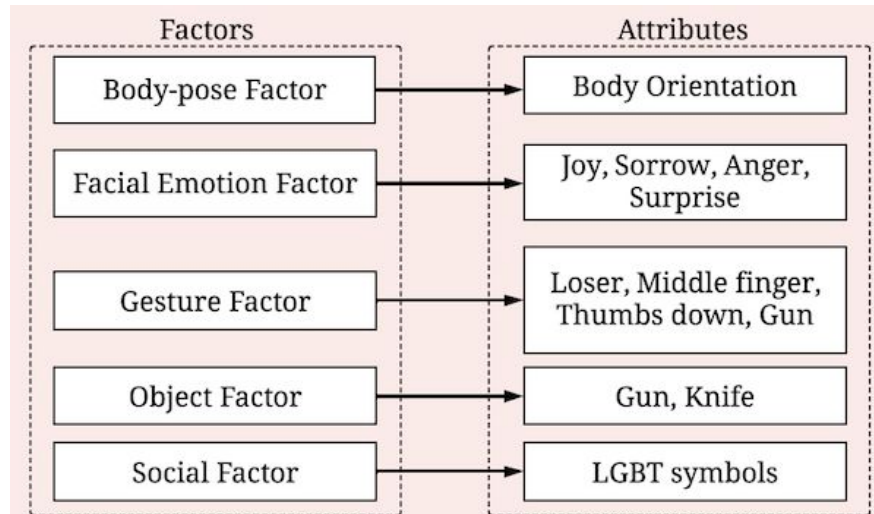 Factors
Attributes
Body-pose Factor
Body Orientation
Facial Emotion Factor
Joy, Sorrow, Anger,
Surprise
Gesture Factor
Loser, Middle finger,
Thumbs down, Gun
Object Factor
Gun, Knife
Social Factor
LGBT symbols